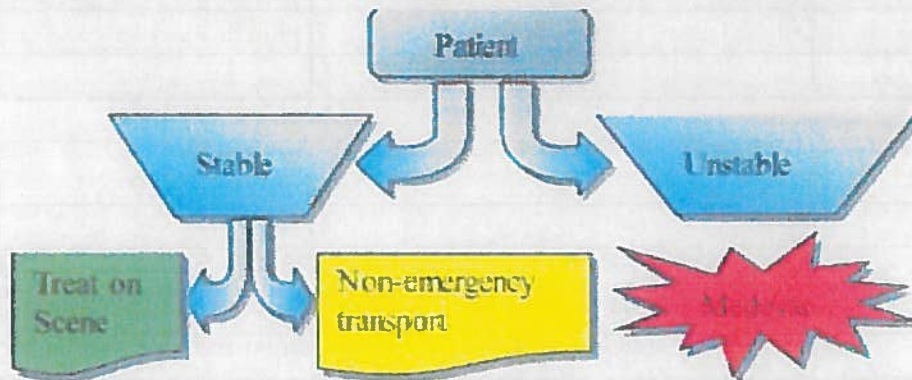 Patient
Stable
Unstable
Treat on
Scene
Non-emergency
transport